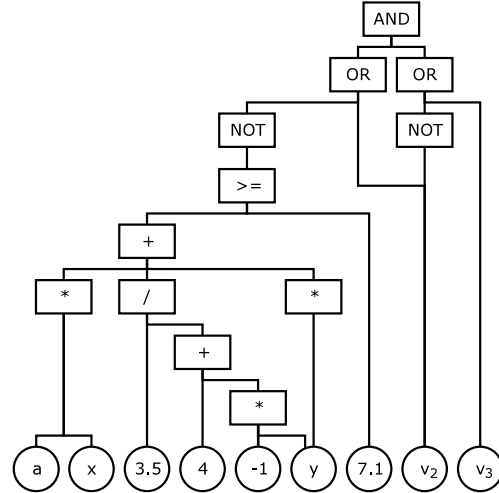 AND
OR OR
NOT NOT
>=
+
* / *
+
*
a x 3.5 4 -1 y 7.1 v₂ v₃